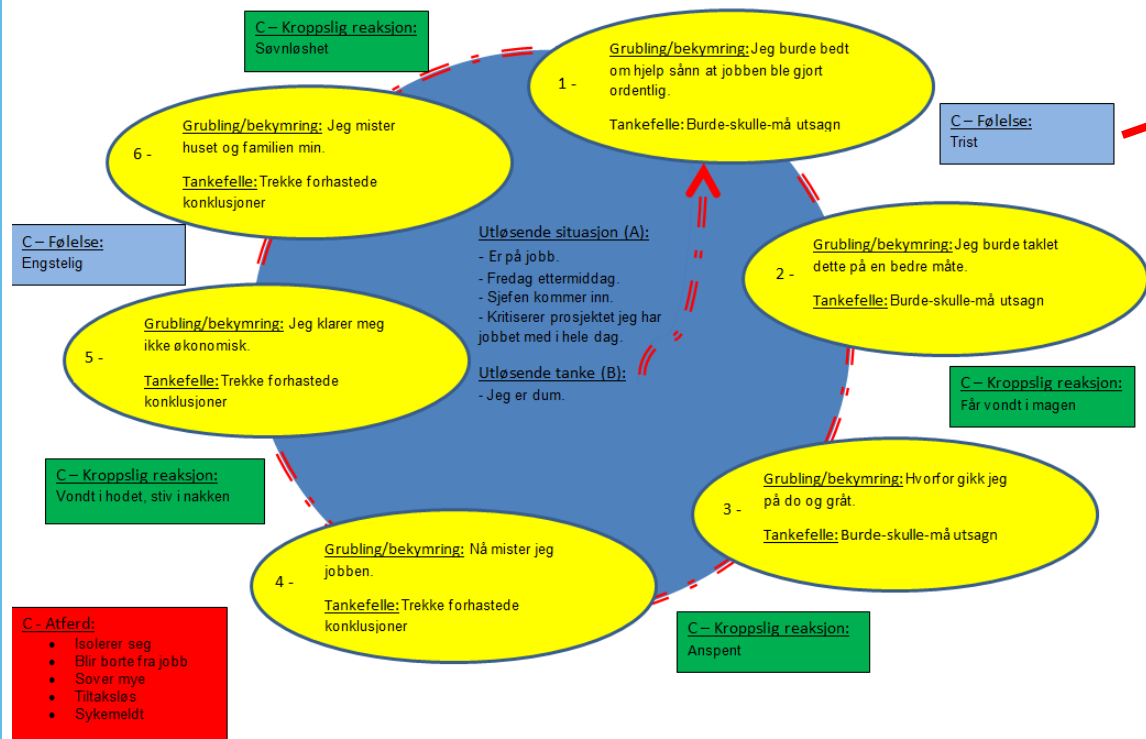 C – Kroppslig reaksjon:
Søvnløshet
1 -
Grubling/bekymring: Jeg burde bedt
om hjelp sånn at jobben ble gjort
ordentlig.
Tankefelle: Burde-skulle-må utsagn
C – Følelse:
Trist
6 -
Grubling/bekymring: Jeg mister
huset og familien min.
Tankefelle: Trekke forhastede
konklusjoner
C – Følelse:
Engstelig
Utløsende situasjon (A):
- Er på jobb.
- Fredag ettermiddag.
- Sjefen kommer inn.
- Kritiserer prosjektet jeg har
jobbet med i hele dag.
Utløsende tanke (B):
- Jeg er dum.
2 -
Grubling/bekymring: Jeg burde taklet
dette på en bedre måte.
Tankefelle: Burde-skulle-må utsagn
5 -
Grubling/bekymring: Jeg klarer meg
ikke økonomisk.
Tankefelle: Trekke forhastede
konklusjoner
C – Kroppslig reaksjon:
Får vondt i magen
C – Kroppslig reaksjon:
Vondt i hodet, stiv i nakken
3 -
Grubling/bekymring: Hvorfor gikk jeg
på do og gråt.
Tankefelle: Burde-skulle-må utsagn
4 -
Grubling/bekymring: Nå mister jeg
jobben.
Tankefelle: Trekke forhastede
konklusjoner
C – Kroppslig reaksjon:
Anspent
C - Atferd:
• Isolerer seg
• Blir borte fra jobb
• Sover mye
• Tiltaksløs
• Sykemeldt